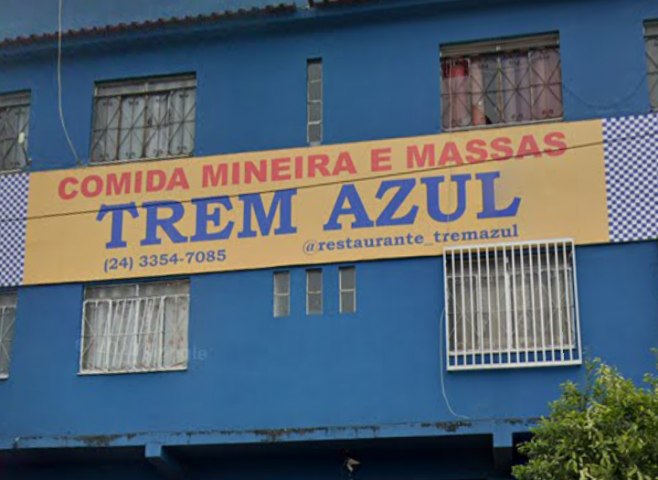 COMIDA MINEIRA E MASSAS
TREM AZUL
(24) 3354-7085
@restaurante_tremazul